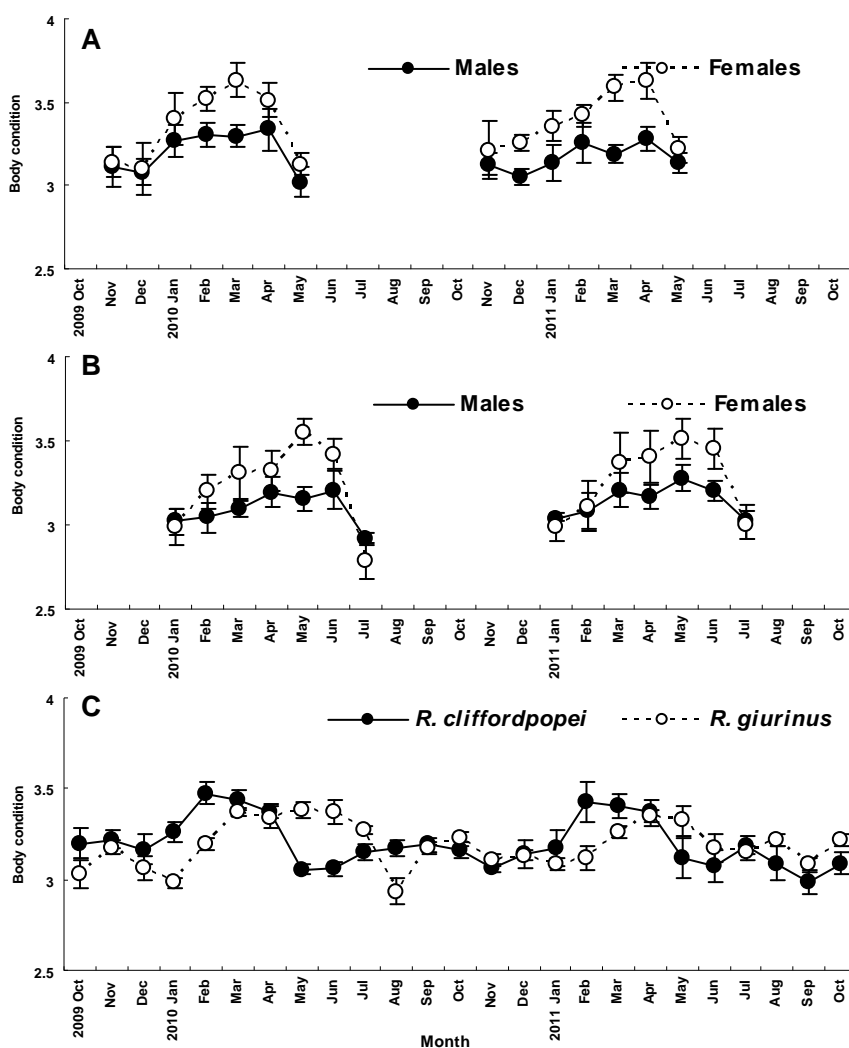 A
Males Females
4
3.5
3
2.5
Body condition
2009 Oct
Nov
Dec
2010 Jan
Feb
Mar
Apr
May
Jun
Jul
Aug
Sep
Oct
Nov
Dec
2011 Jan
Feb
Mar
Apr
May
Jun
Jul
Aug
Sep
Oct
B
Males Females
4
3.5
3
2.5
Body condition
2009 Oct
Nov
Dec
2010 Jan
Feb
Mar
Apr
May
Jun
Jul
Aug
Sep
Oct
Nov
Dec
2011 Jan
Feb
Mar
Apr
May
Jun
Jul
Aug
Sep
Oct
C
R. cliffordpopei R. giurinus
4
3.5
3
2.5
Body condition
2009 Oct
Nov
Dec
2010 Jan
Feb
Mar
Apr
May
Jun
Jul
Aug
Sep
Oct
Nov
Dec
2011 Jan
Feb
Mar
Apr
May
Jun
Jul
Aug
Sep
Oct
Month